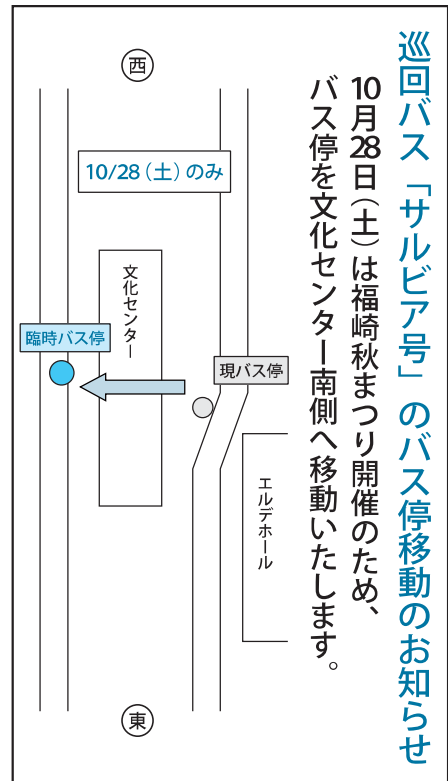 巡回バス「サルビア号」のバス停移動のお知らせ
10月28日(土)は福崎秋まつり開催のため、
バス停を文化センター南側へ移動いたします。
西
10/28(土)のみ
文化センター
臨時バス停
現バス停
エルデホール
東